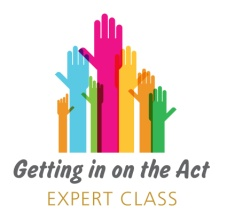 Getting in on the Act
EXPERT CLASS